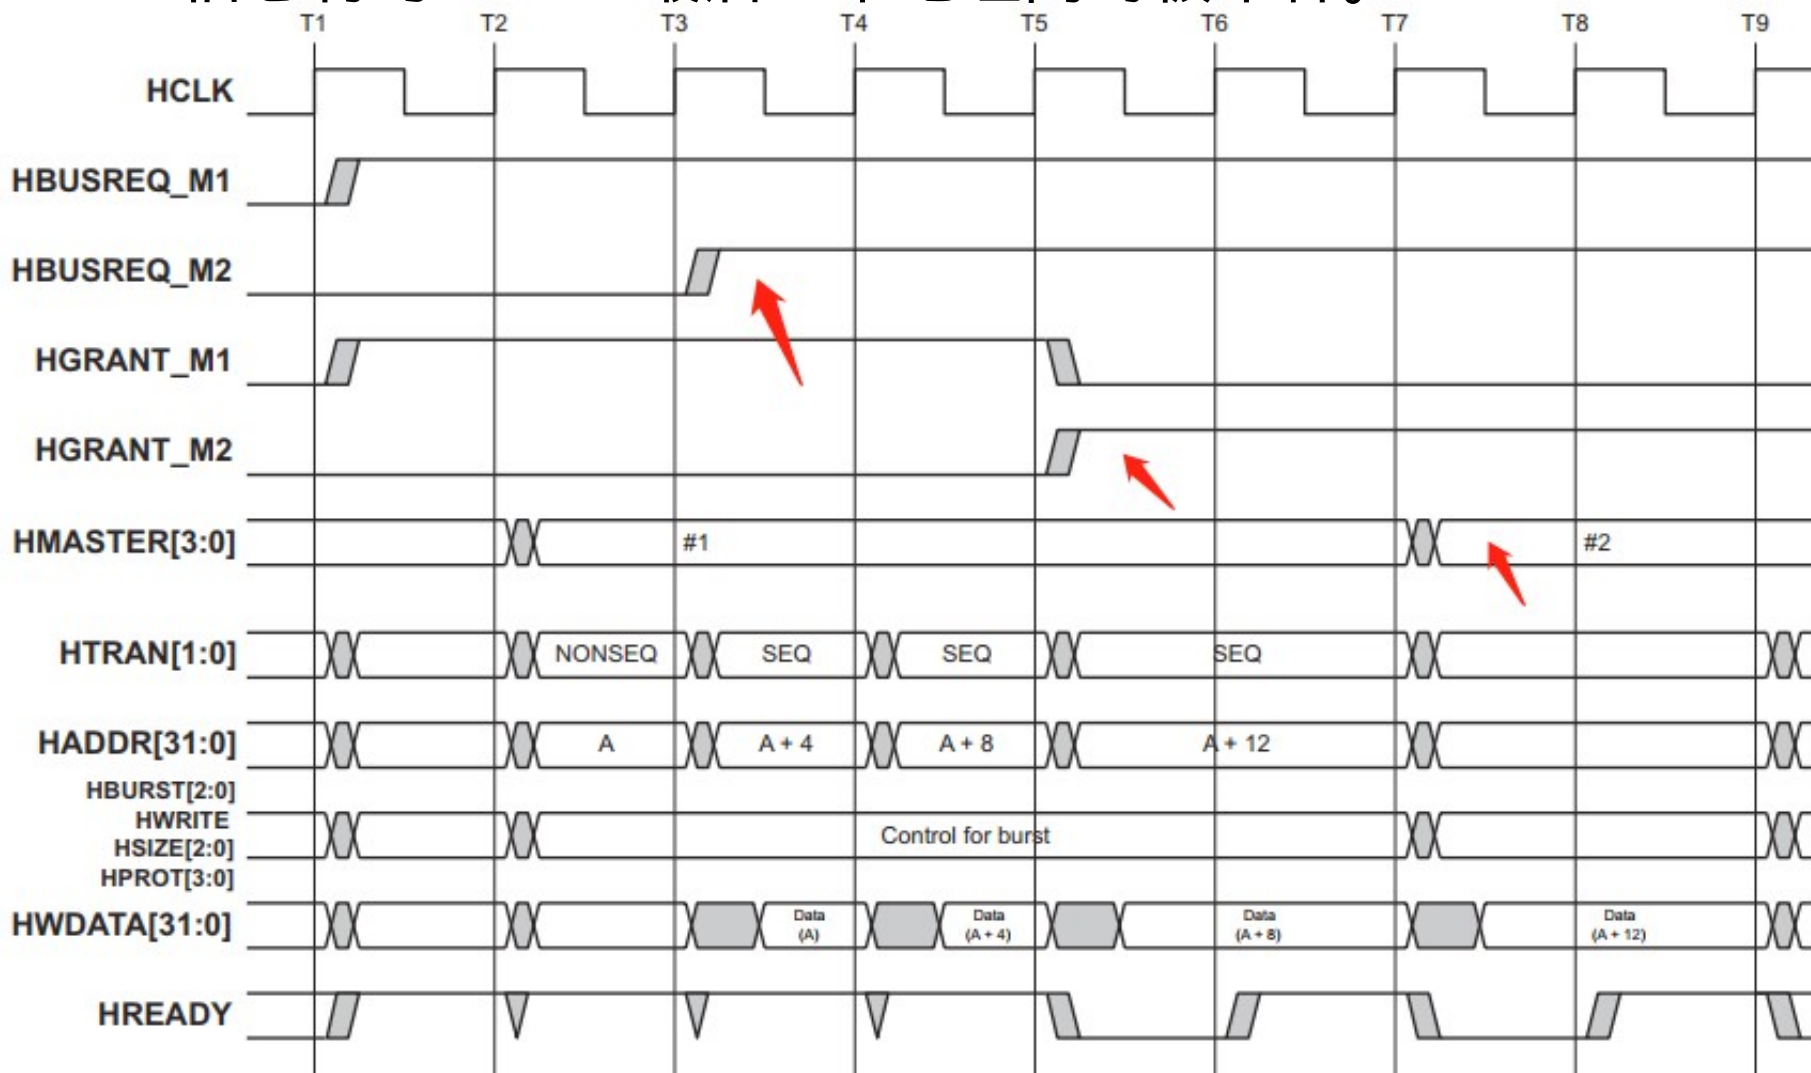 T1 T2 T3 T4 T5 T6 T7 T8 T9
HCLK
HBUSREQ_M1
HBUSREQ_M2
HGRANT_M1
HGRANT_M2
HMASTER[3:0] #1 #2
HTRAN[1:0] NONSEQ SEQ SEQ SEQ
HADDR[31:0] A A + 4 A + 8 A + 12
HBURST[2:0]
HWRITE
Control for burst
HSIZE[2:0]
HPROT[3:0]
HWDATA[31:0] Data (A) Data (A + 4) Data (A + 8) Data (A + 12)
HREADY